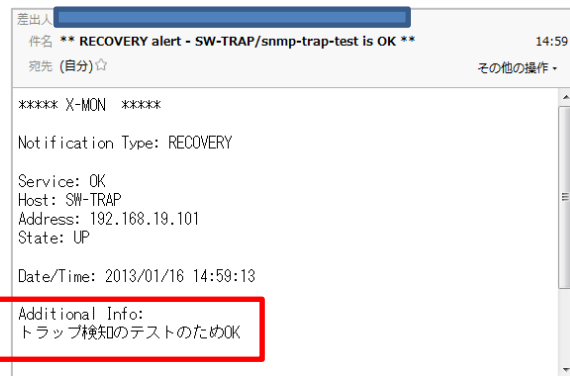 差出人
件名 ** RECOVERY alert - SW-TRAP/snmp-trap-test is OK ** 14:59
宛先 (自分)☆ その他の操作・
***** X-MON *****
Notification Type: RECOVERY
Service: OK
Host: SW-TRAP
Address: 192.168.19.101
State: UP
Date/Time: 2013/01/16 14:59:13
Additional Info:
トラップ検知のテストのためOK